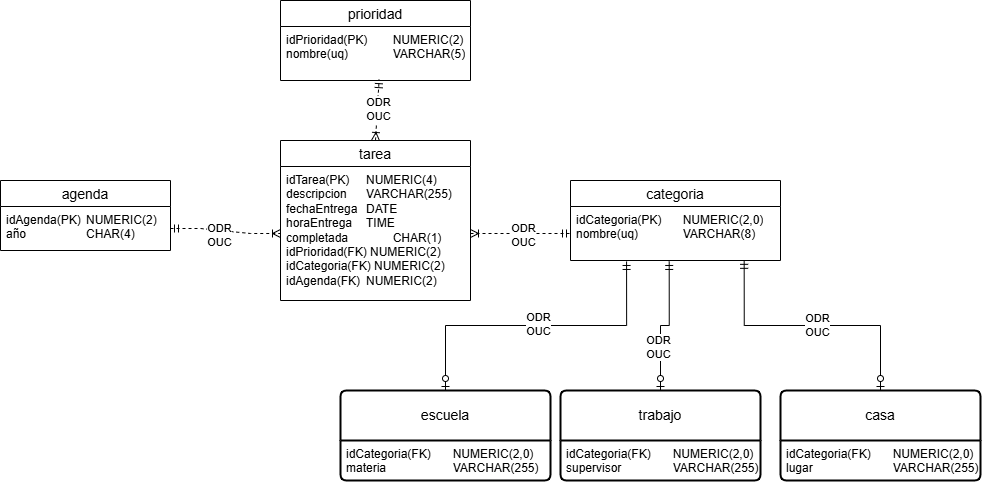 prioridad
idPrioridad(PK) NUMERIC(2)
nombre(uq) VARCHAR(5)
ODR
OUC
tarea
idTarea(PK) NUMERIC(4)
descripcion VARCHAR(255)
fechaEntrega DATE
horaEntrega TIME
completada CHAR(1)
idPrioridad(FK) NUMERIC(2)
idCategoria(FK) NUMERIC(2)
idAgenda(FK) NUMERIC(2)
agenda
idAgenda(PK) NUMERIC(2)
año CHAR(4)
ODR
OUC
ODR
OUC
categoria
idCategoria(PK) NUMERIC(2,0)
nombre(uq) VARCHAR(8)
ODR
OUC
ODR
OUC
ODR
OUC
escuela
idCategoria(FK) NUMERIC(2,0)
materia VARCHAR(255)
trabajo
idCategoria(FK) NUMERIC(2,0)
supervisor VARCHAR(255)
casa
idCategoria(FK) NUMERIC(2,0)
lugar VARCHAR(255)